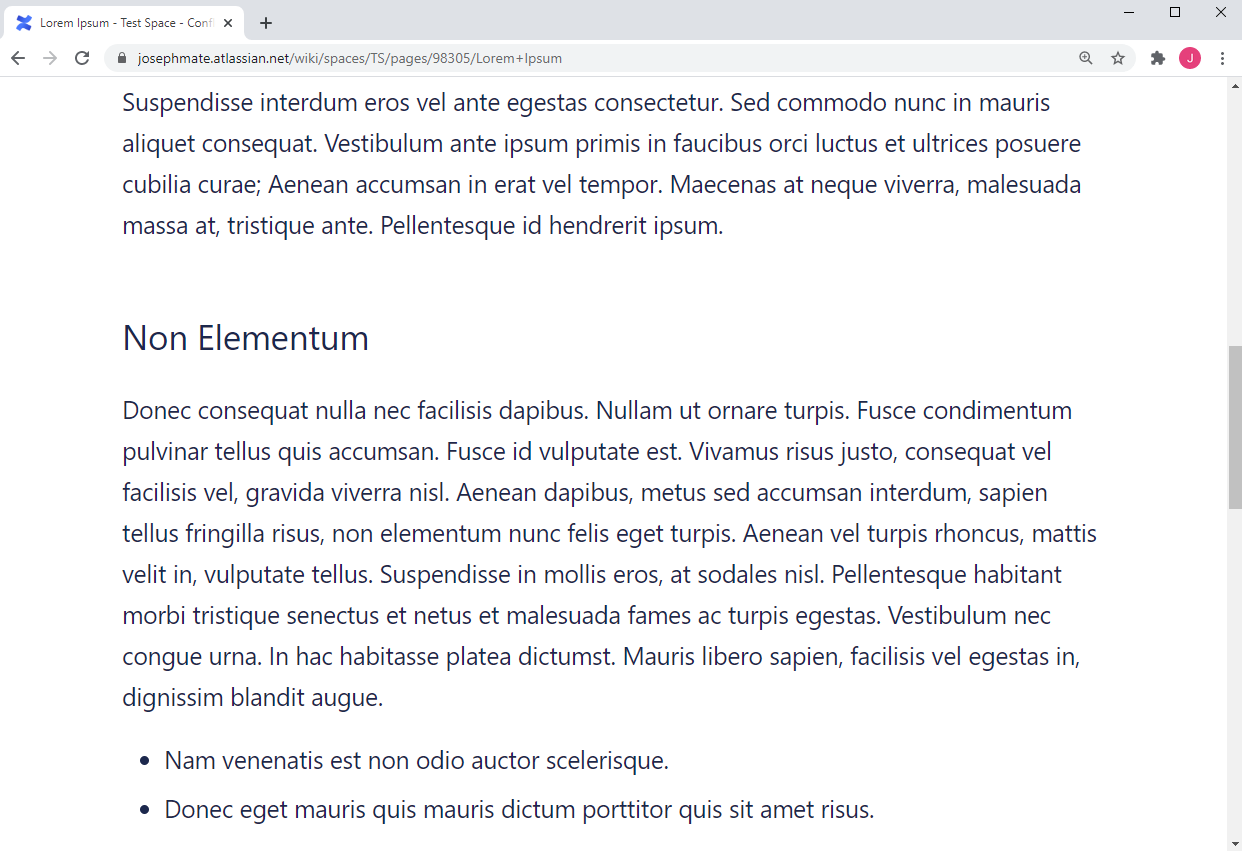 Lorem Ipsum - Test Space - Confl
josephmate.atlassian.net/wiki/spaces/TS/pages/98305/Lorem+Ipsum
J
Suspendisse interdum eros vel ante egestas consectetur. Sed commodo nunc in mauris
aliquet consequat. Vestibulum ante ipsum primis in faucibus orci luctus et ultrices posuere
cubilia curae; Aenean accumsan in erat vel tempor. Maecenas at neque viverra, malesuada
massa at, tristique ante. Pellentesque id hendrerit ipsum.
Non Elementum
Donec consequat nulla nec facilisis dapibus. Nullam ut ornare turpis. Fusce condimentum
pulvinar tellus quis accumsan. Fusce id vulputate est. Vivamus risus justo, consequat vel
facilisis vel, gravida viverra nisl. Aenean dapibus, metus sed accumsan interdum, sapien
tellus fringilla risus, non elementum nunc felis eget turpis. Aenean vel turpis rhoncus, mattis
velit in, vulputate tellus. Suspendisse in mollis eros, at sodales nisl. Pellentesque habitant
morbi tristique senectus et netus et malesuada fames ac turpis egestas. Vestibulum nec
congue urna. In hac habitasse platea dictumst. Mauris libero sapien, facilisis vel egestas in,
dignissim blandit augue.
• Nam venenatis est non odio auctor scelerisque.
• Donec eget mauris quis mauris dictum porttitor quis sit amet risus.